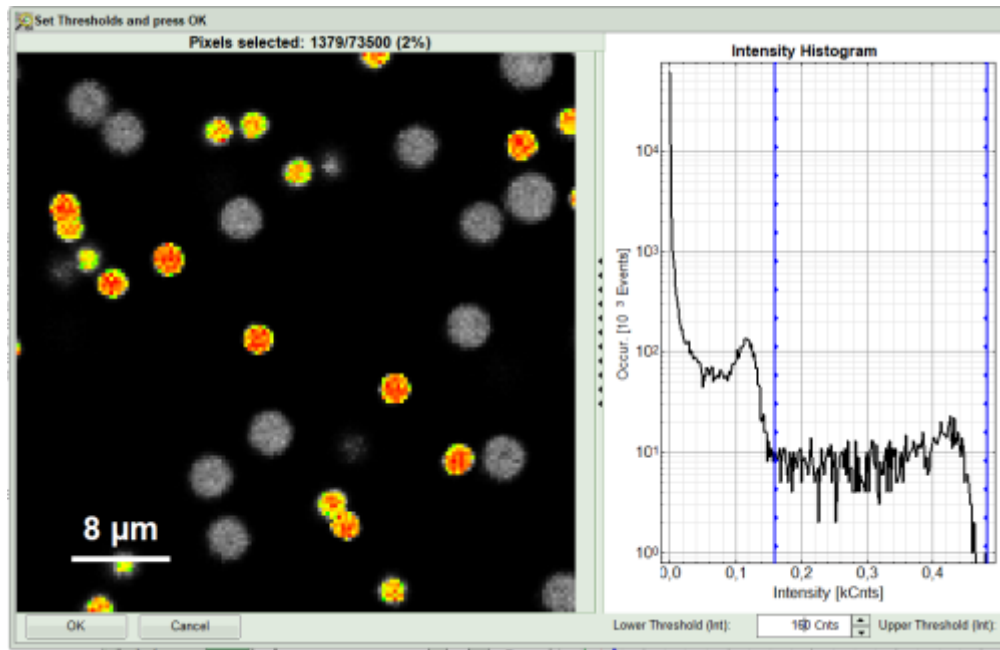 Set Thresholds and press OK
Pixels selected: 1379/73500 (2%)
8 µm
OK
Cancel
Intensity Histogram
Occur. [10 3 Events]
10⁴
10³
10²
10¹
10⁰
0,0 0,1 0,2 0,3 0,4
Intensity [kCnts]
Lower Threshold (Int): 160 Cnts Upper Threshold (Int):